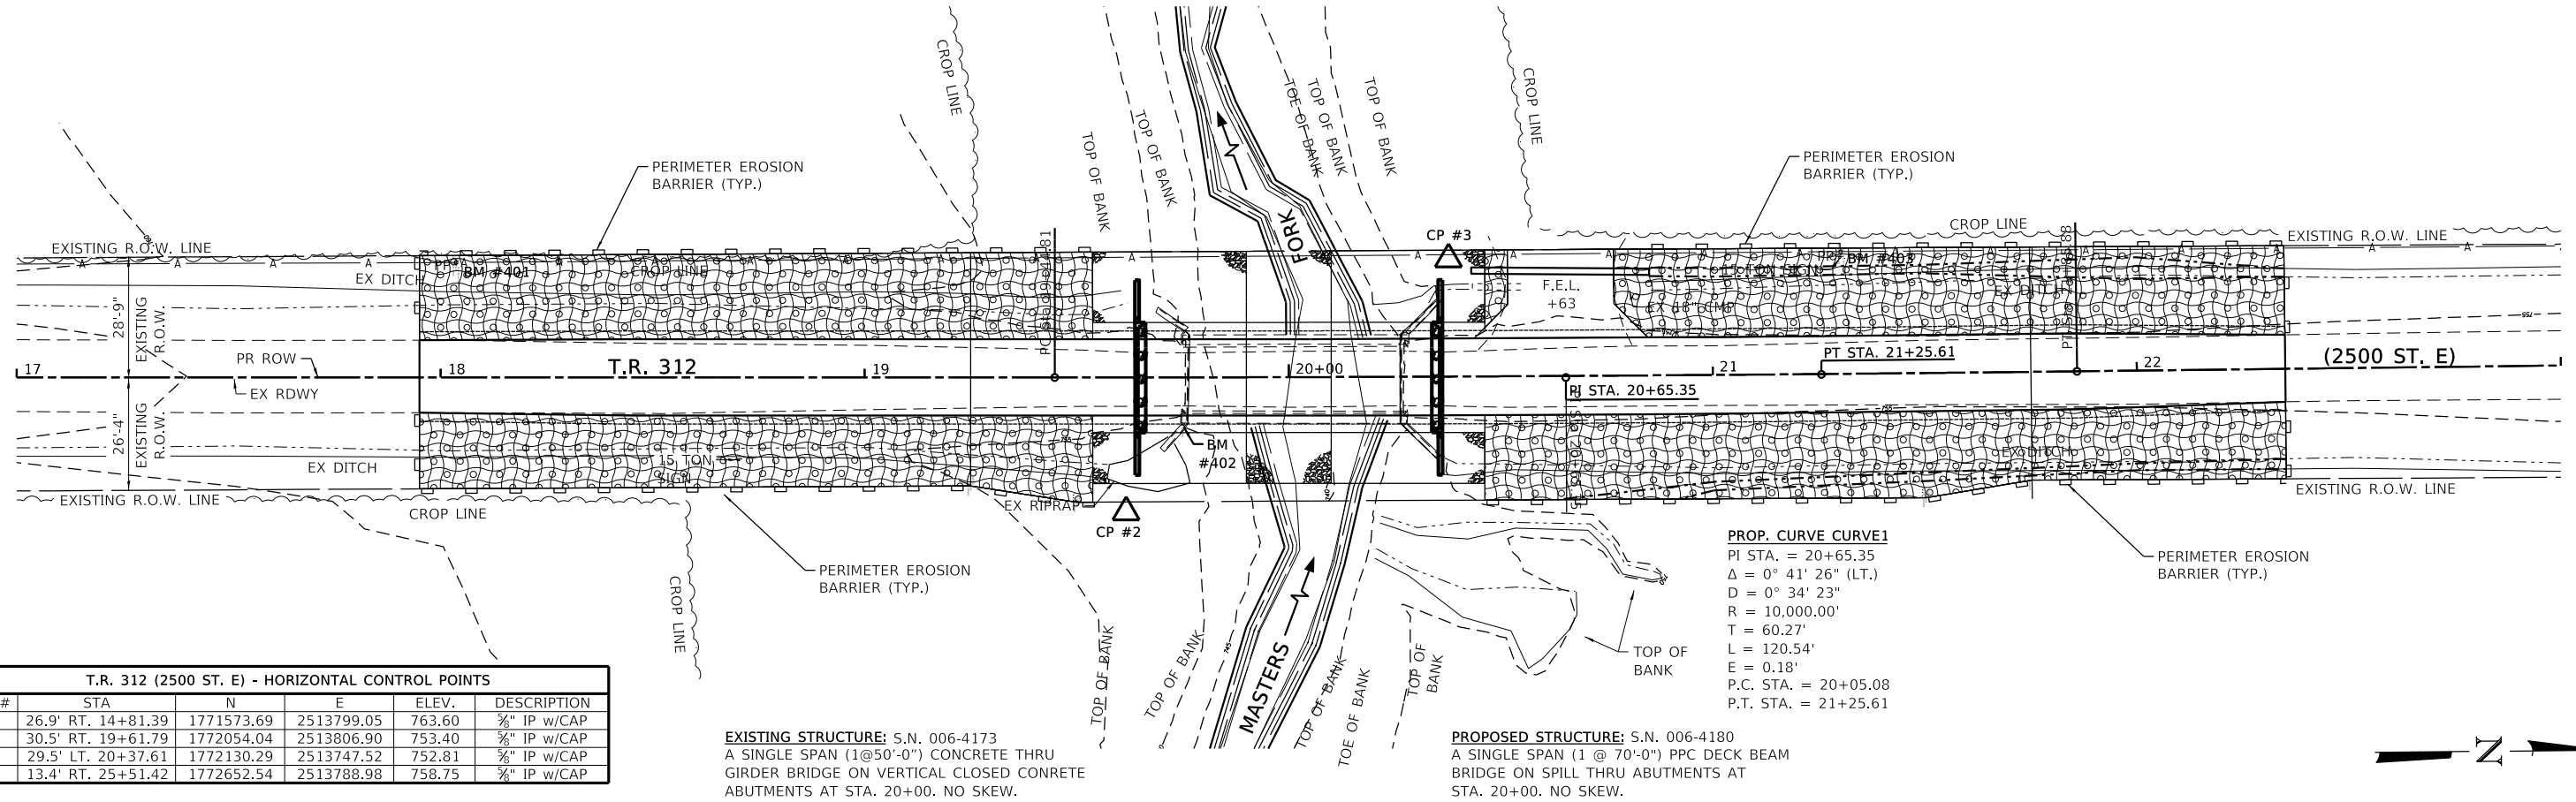 CROP LINE
CROP LINE
TOP OF BANK
TOP OF BANK
TOE OF BANK
TOP OF BANK
TOP OF BANK
PERIMETER EROSION
BARRIER (TYP.)
PERIMETER EROSION
BARRIER (TYP.)
FORK
CP #3
CROP LINE
EXISTING R.O.W. LINE
EXISTING R.O.W. LINE
EX DITCH
BM #401
CROP LINE
15 TON SIGN
BM #403
F.E.L.
+63
EX 18" CMP
EX DITCH
28'-9"
EXISTING
R.O.W.
PR ROW
EX RDWY
17
18
T.R. 312
19
20+00
PI STA. 20+65.35
21
PT STA. 21+25.61
22
(2500 ST. E)
755
26'-4"
EXISTING
R.O.W.
EX DITCH
15 TON
SIGN
BM
#402
EX DITCH
EXISTING R.O.W. LINE
CROP LINE
EX RIPRAP
CP #2
EXISTING R.O.W. LINE
PERIMETER EROSION
BARRIER (TYP.)
CROP LINE
TOP OF BANK
TOP OF BANK
MASTERS
TOP OF BANK
TOE OF BANK
TOP OF
BANK
TOP OF
BANK
PERIMETER EROSION
BARRIER (TYP.)
PROP. CURVE CURVE1
PI STA. = 20+65.35
Δ = 0° 41' 26" (LT.)
D = 0° 34' 23"
R = 10,000.00'
T = 60.27'
L = 120.54'
E = 0.18'
P.C. STA. = 20+05.08
P.T. STA. = 21+25.61
T.R. 312 (2500 ST. E) - HORIZONTAL CONTROL POINTS
# STA N E ELEV. DESCRIPTION
26.9' RT. 14+81.39 1771573.69 2513799.05 763.60 ⅝" IP w/CAP
30.5' RT. 19+61.79 1772054.04 2513806.90 753.40 ⅝" IP w/CAP
29.5' LT. 20+37.61 1772130.29 2513747.52 752.81 ⅝" IP w/CAP
13.4' RT. 25+51.42 1772652.54 2513788.98 758.75 ⅝" IP w/CAP
EXISTING STRUCTURE: S.N. 006-4173
A SINGLE SPAN (1@50'-0") CONCRETE THRU
GIRDER BRIDGE ON VERTICAL CLOSED CONRETE
ABUTMENTS AT STA. 20+00. NO SKEW.
PROPOSED STRUCTURE: S.N. 006-4180
A SINGLE SPAN (1 @ 70'-0") PPC DECK BEAM
BRIDGE ON SPILL THRU ABUTMENTS AT
STA. 20+00. NO SKEW.
N